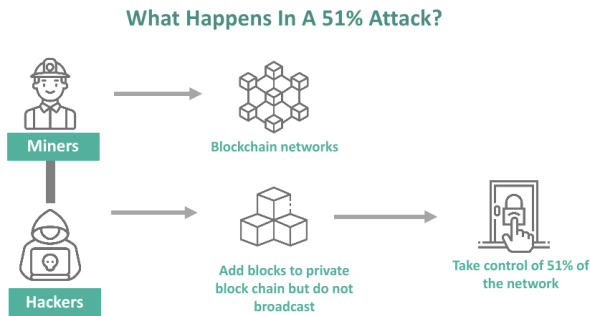 What Happens In A 51% Attack?
Miners
Blockchain networks
Hackers
Add blocks to private
block chain but do not
broadcast
Take control of 51% of
the network